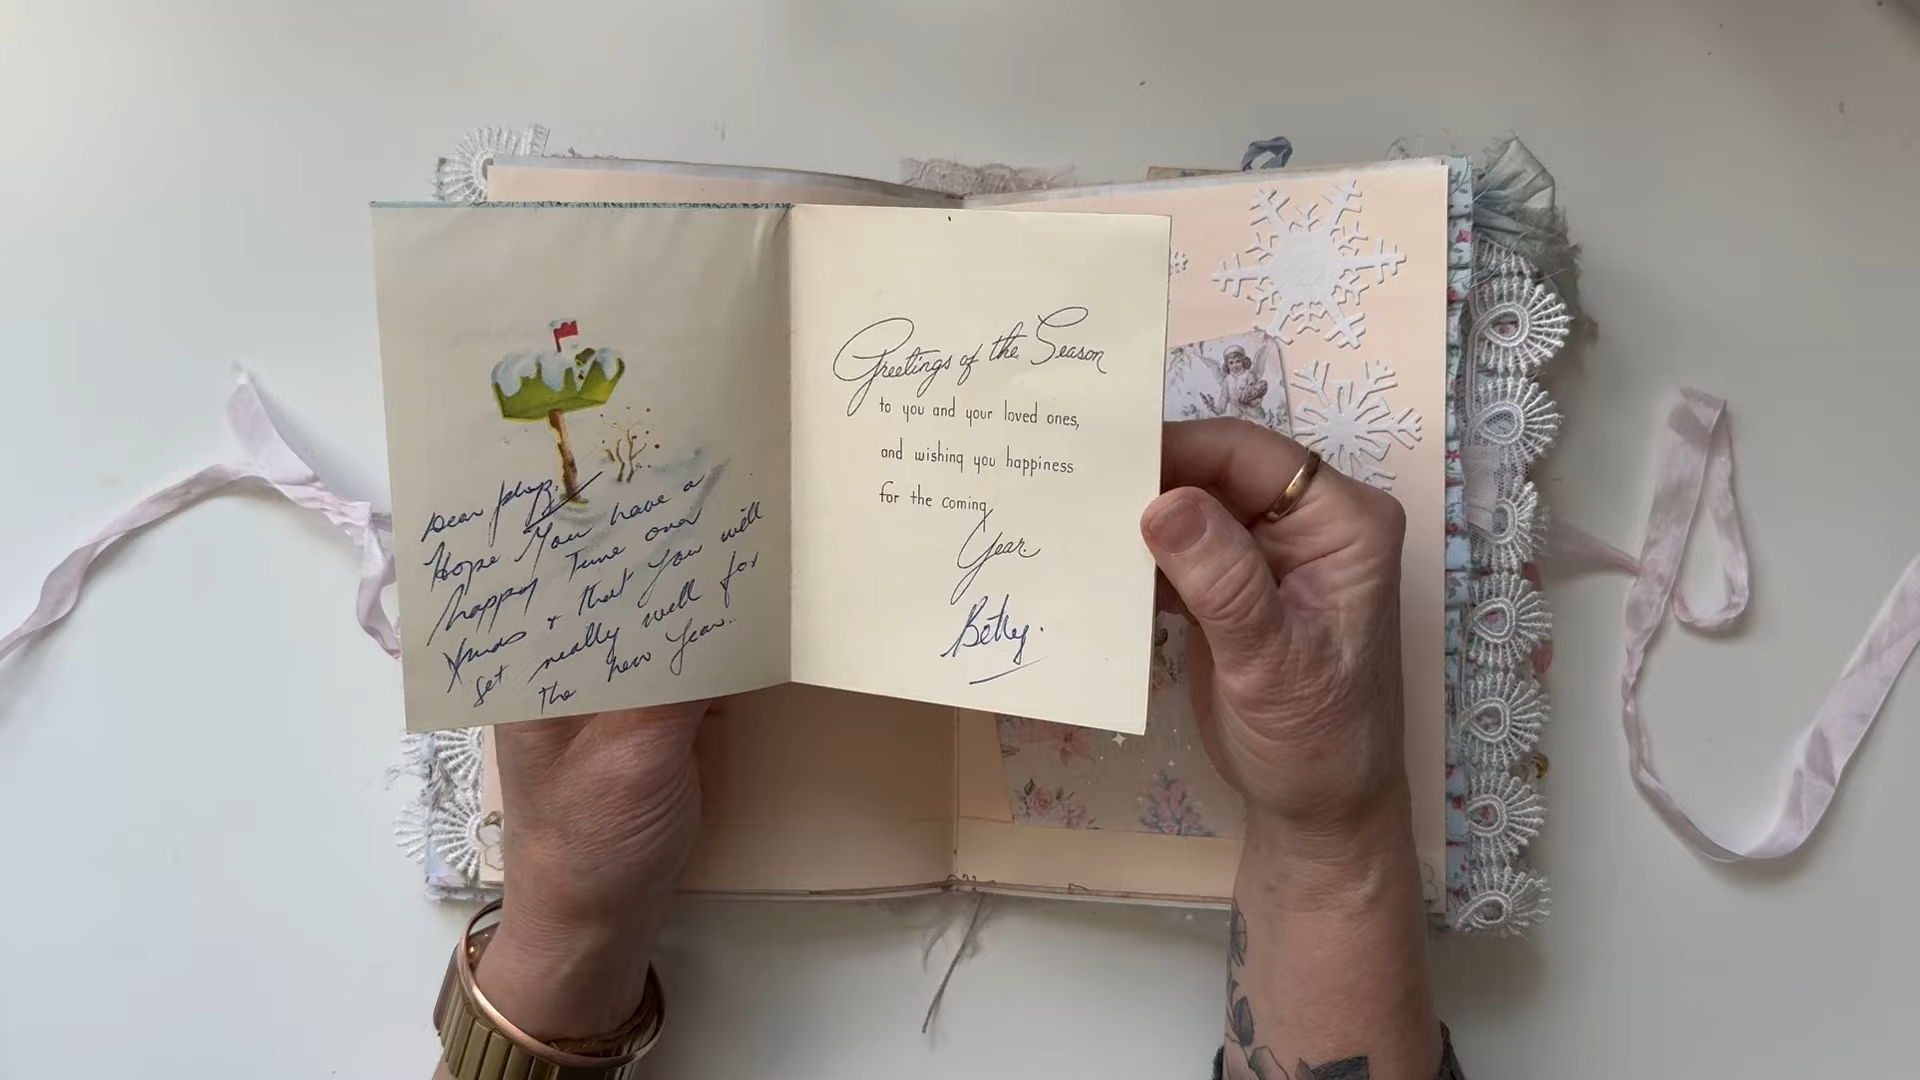 Dear
Hope You have a
happy Time over
Xmas & that you will
get really well for
the new Year..
Greetings of the Season
to you and your loved ones,
and wishing you happiness
for the coming
Year.
Betty.